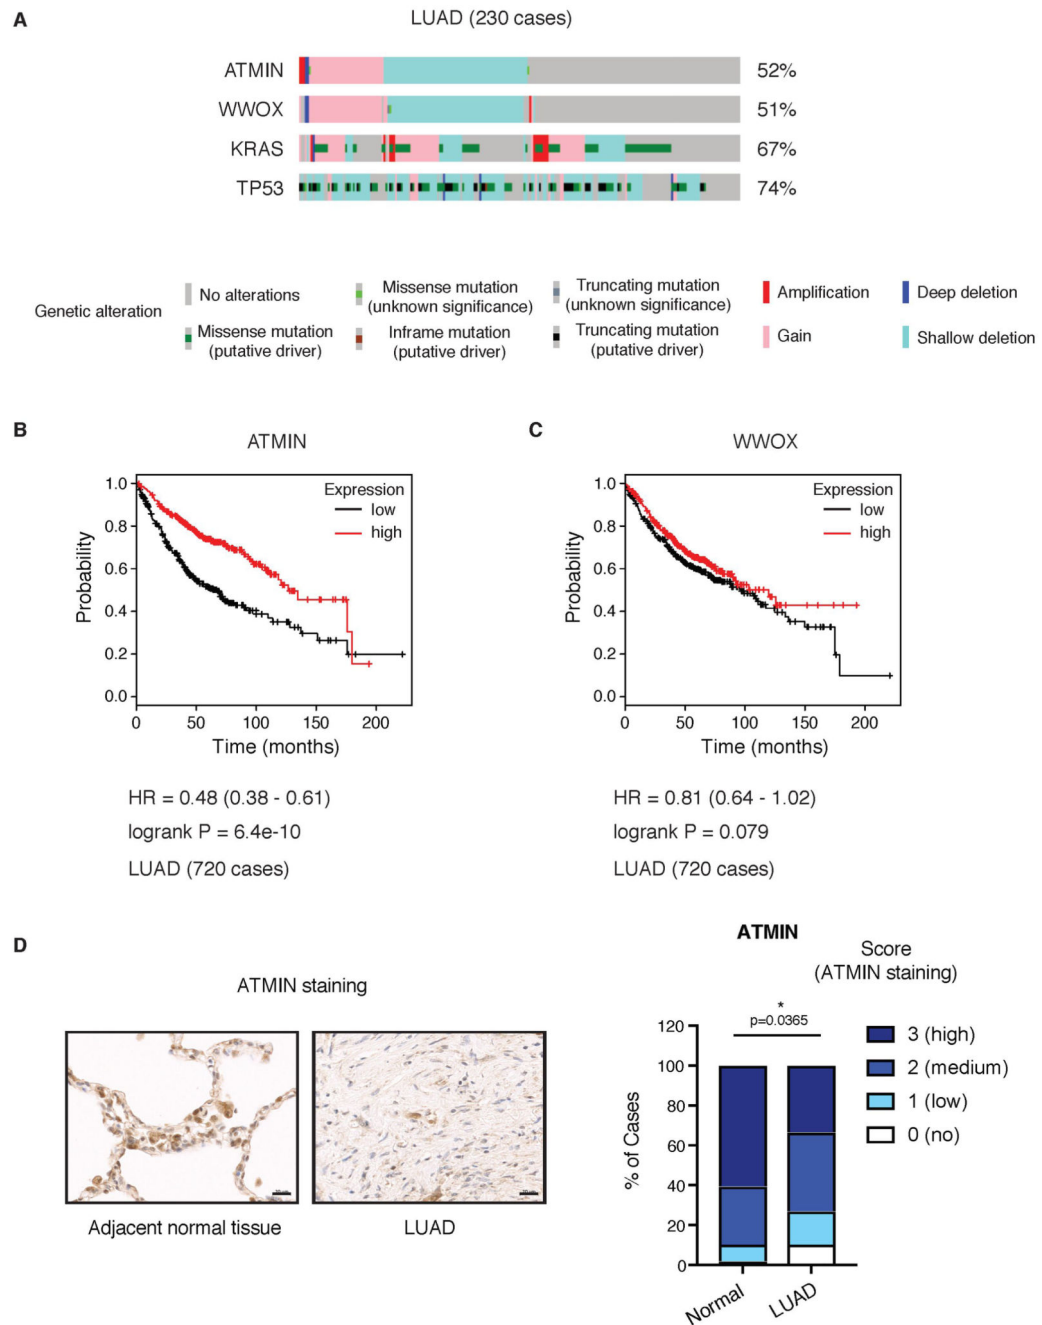 A
LUAD (230 cases)
ATMIN 52%
WWOX 51%
KRAS 67%
TP53 74%
Genetic alteration
No alterations
Missense mutation
(putative driver)
Missense mutation
(unknown significance)
Inframe mutation
(putative driver)
Truncating mutation
(unknown significance)
Truncating mutation
(putative driver)
Amplification
Gain
Deep deletion
Shallow deletion
B
ATMIN
Expression
low
high
Probability
1.0
0.8
0.6
0.4
0.2
0.0
0 50 100 150 200
Time (months)
HR = 0.48 (0.38 - 0.61)
logrank P = 6.4e-10
LUAD (720 cases)
C
WWOX
Expression
low
high
Probability
1.0
0.8
0.6
0.4
0.2
0.0
0 50 100 150 200
Time (months)
HR = 0.81 (0.64 - 1.02)
logrank P = 0.079
LUAD (720 cases)
D
ATMIN staining
Adjacent normal tissue
LUAD
ATMIN
Score
(ATMIN staining)
*
p=0.0365
% of Cases
120
100
80
60
40
20
0
Normal
LUAD
3 (high)
2 (medium)
1 (low)
0 (no)